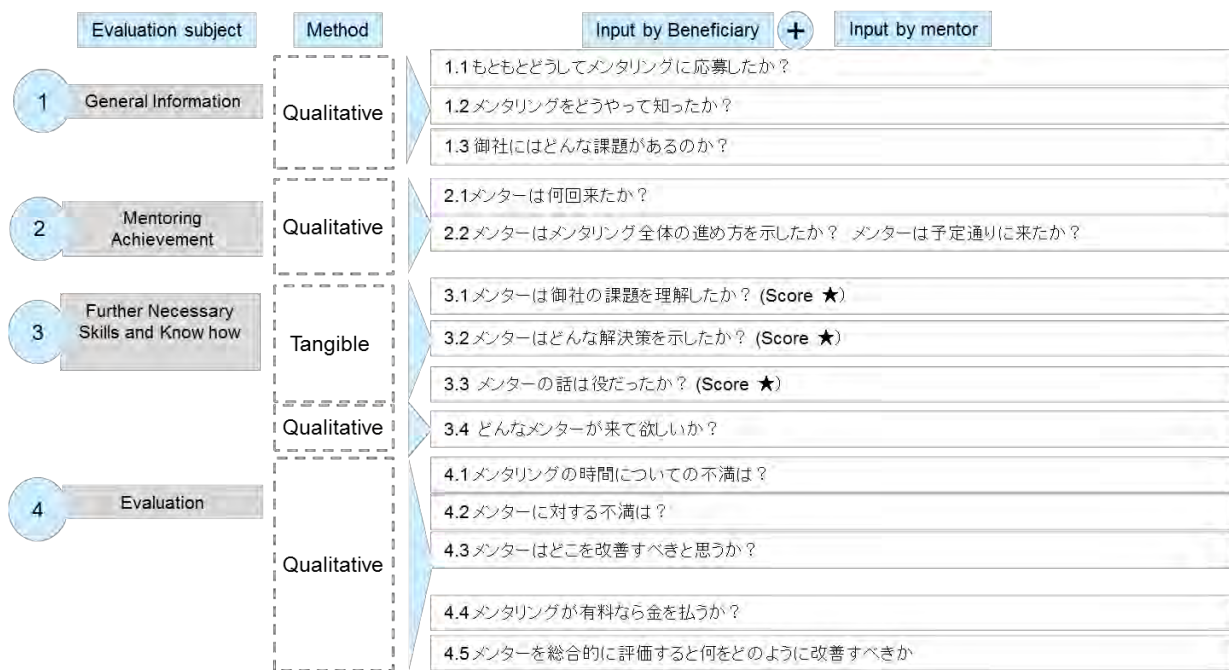 Evaluation subject
Method
Input by Beneficiary
+
Input by mentor
1
General Information
Qualitative
1.1もともとどうしてメンタリングに応募したか？
1.2メンタリングをどうやって知ったか？
1.3 御社にはどんな課題があるのか？
2
Mentoring
Achievement
Qualitative
2.1メンターは何回来たか？
2.2メンターはメンタリング全体の進め方を示したか？ メンターは予定通りに来たか？
3
Further Necessary
Skills and Know how
Tangible
3.1メンターは御社の課題を理解したか？ (Score ★)
3.2メンターはどんな解決策を示したか？ (Score ★)
3.3 メンターの話は役だったか？ (Score ★)
Qualitative
3.4 どんなメンターが来て欲しいか？
4
Evaluation
Qualitative
4.1メンタリングの時間についての不満は？
4.2メンターに対する不満は？
4.3メンターはどこを改善すべきと思うか？
4.4メンタリングが有料なら金を払うか？
4.5メンターを総合的に評価すると何をどのように改善すべきか